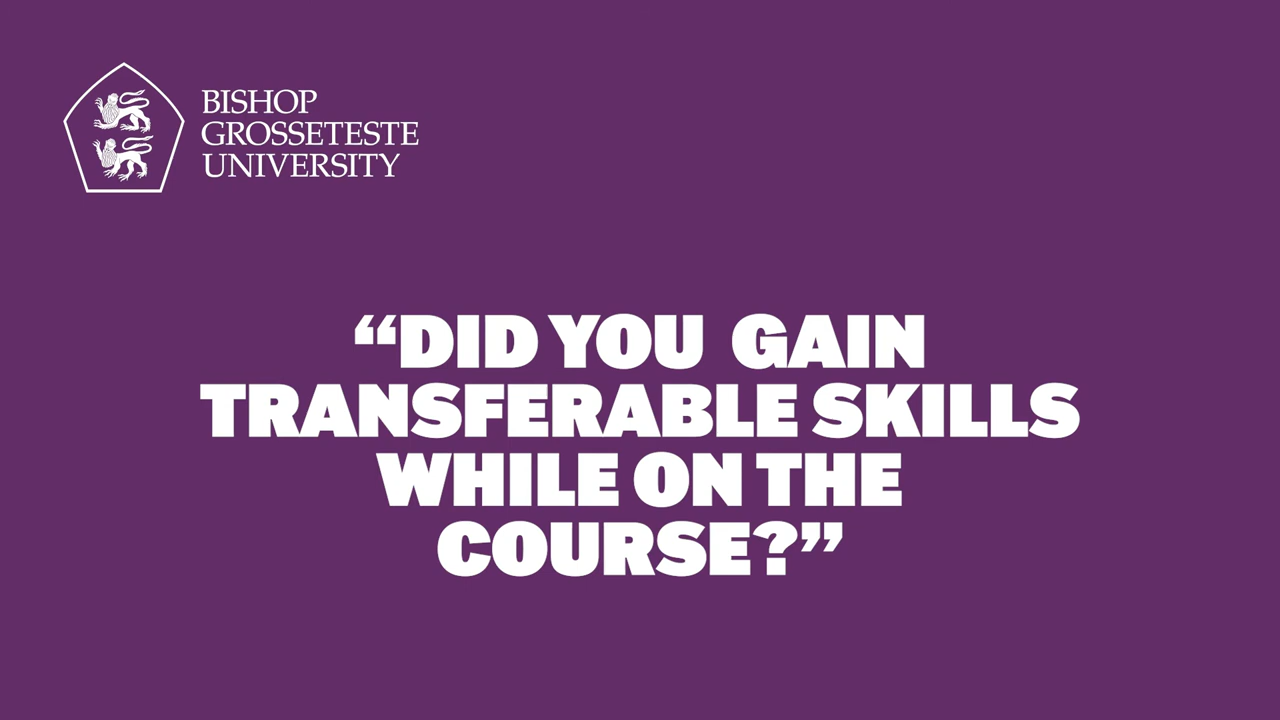 BISHOP
GROSSETESTE
UNIVERSITY
“DID YOU  GAIN
TRANSFERABLE SKILLS
WHILE ON THE
COURSE?”